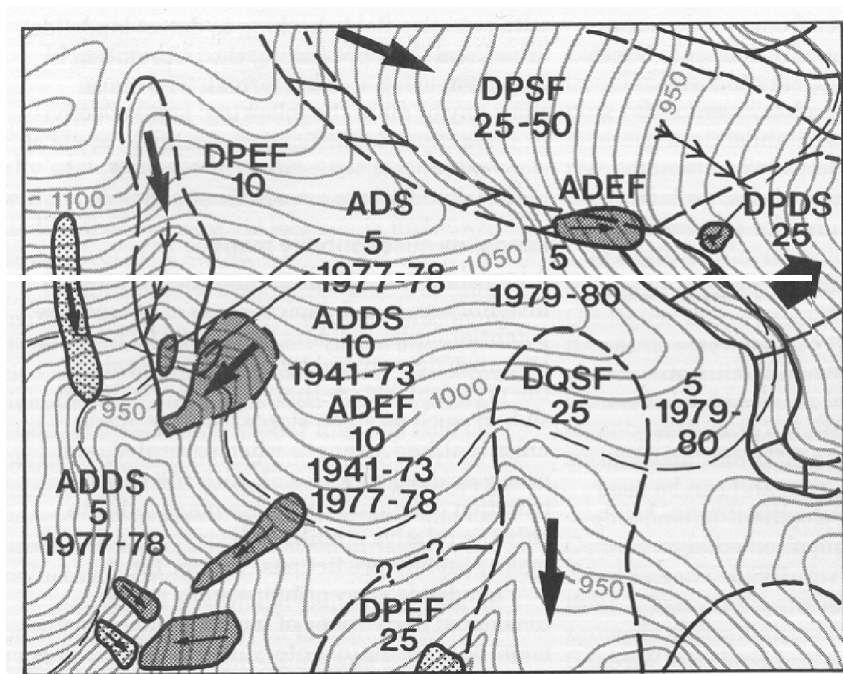 950
DPSF
25-50
DPEF
10
ADS
5
1977-78
ADEF
5
1979-80
DPDS
25
1100
1050
ADDS
10
1941-73
ADEF
10
1941-73
1977-78
1000
DQSF
25
5
1979-
80
950
ADDS
5
1977-78
?
?
DPEF
25
950